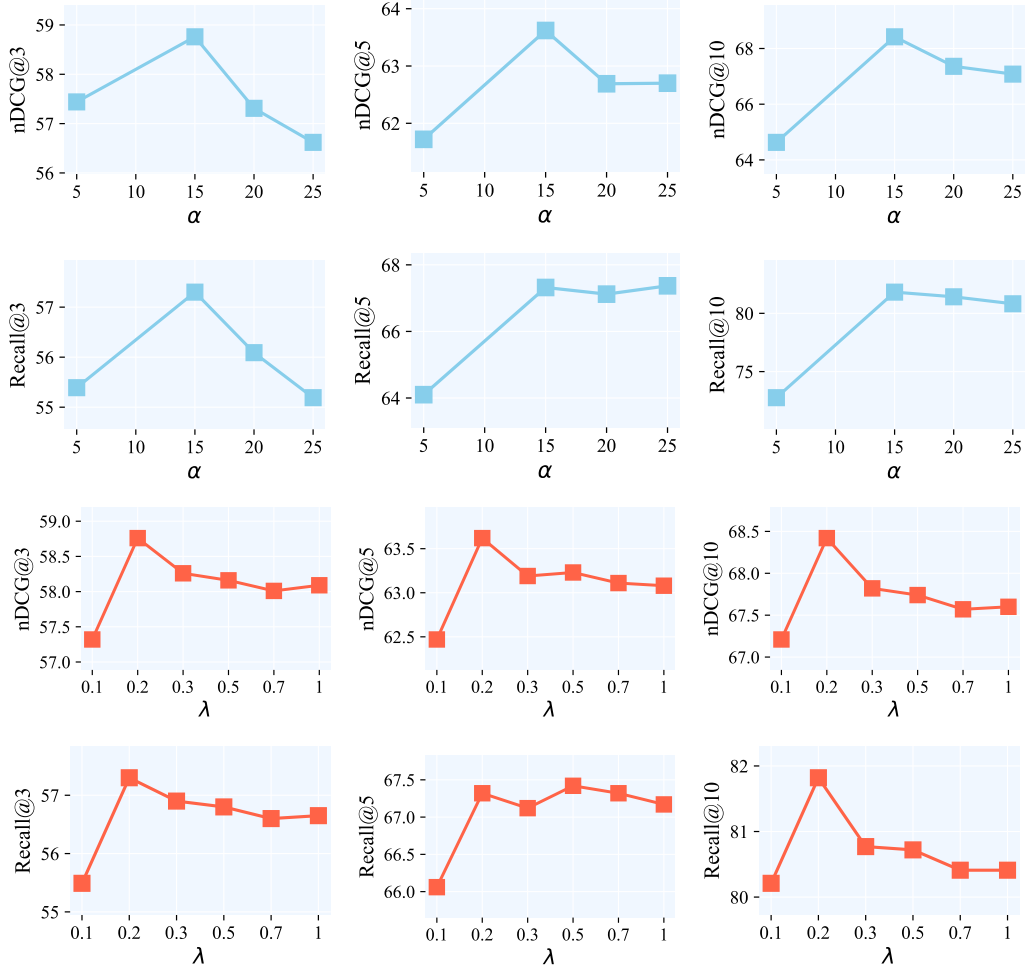 nDCG@3
59
58
57
56
5 10 15 20 25
α
nDCG@5
64
63
62
5 10 15 20 25
α
nDCG@10
68
66
64
5 10 15 20 25
α
Recall@3
57
56
55
5 10 15 20 25
α
Recall@5
68
66
64
5 10 15 20 25
α
Recall@10
80
75
5 10 15 20 25
α
nDCG@3
59.0
58.5
58.0
57.5
57.0
0.1 0.2 0.3 0.5 0.7 1
λ
nDCG@5
63.5
63.0
62.5
0.1 0.2 0.3 0.5 0.7 1
λ
nDCG@10
68.5
68.0
67.5
67.0
0.1 0.2 0.3 0.5 0.7 1
λ
Recall@3
57
56
55
0.1 0.2 0.3 0.5 0.7 1
λ
Recall@5
67.5
67.0
66.5
66.0
0.1 0.2 0.3 0.5 0.7 1
λ
Recall@10
82
81
80
0.1 0.2 0.3 0.5 0.7 1
λ